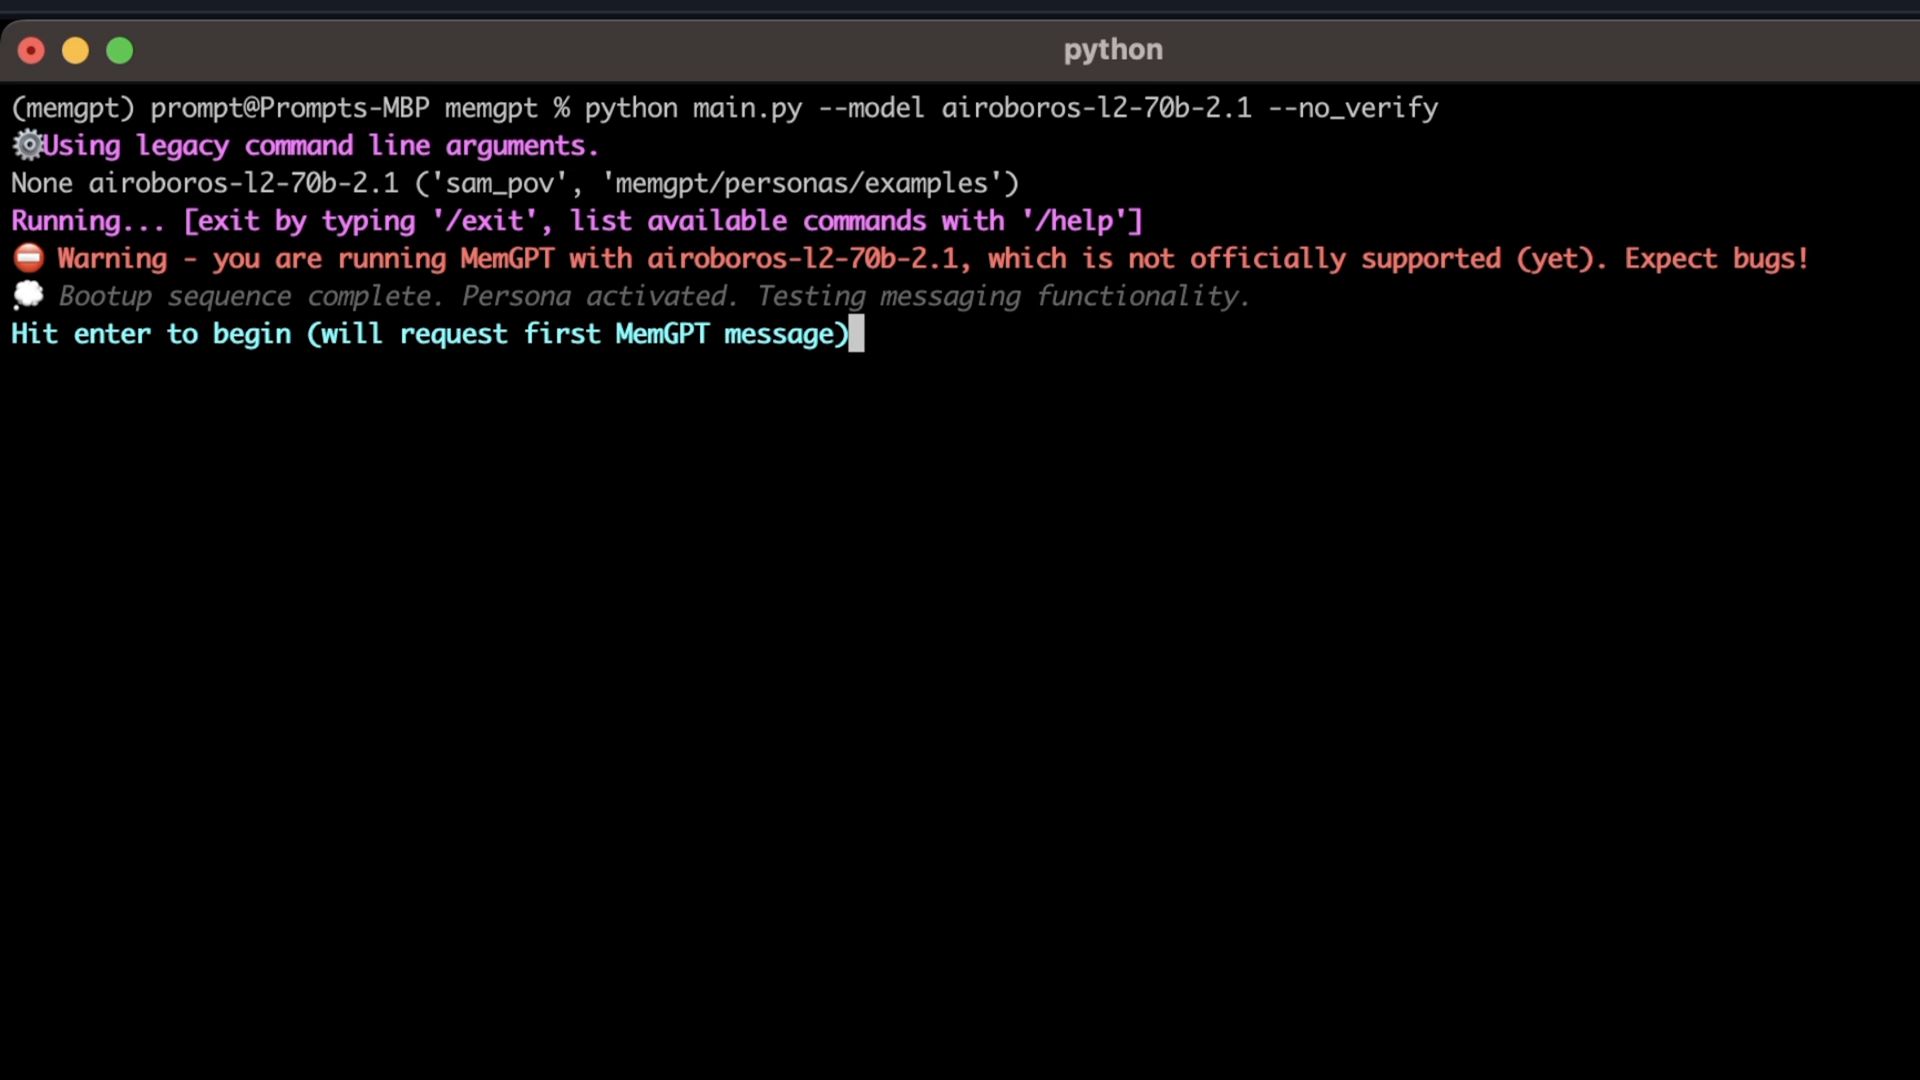 python
(memgpt) prompt@Prompts-MBP memgpt % python main.py --model airoboros-l2-70b-2.1 --no_verify
⚙️Using legacy command line arguments.
None airoboros-l2-70b-2.1 ('sam_pov', 'memgpt/personas/examples')
Running... [exit by typing '/exit', list available commands with '/help']
⛔ Warning - you are running MemGPT with airoboros-l2-70b-2.1, which is not officially supported (yet). Expect bugs!
💭 Bootup sequence complete. Persona activated. Testing messaging functionality.
Hit enter to begin (will request first MemGPT message)